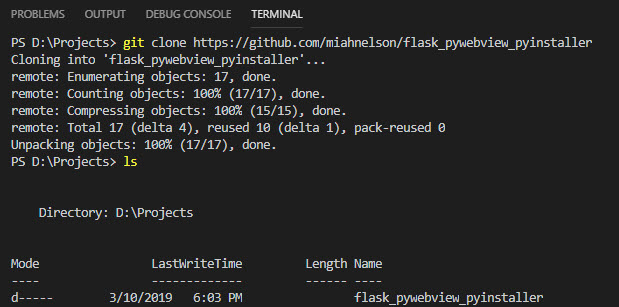 PROBLEMS OUTPUT DEBUG CONSOLE TERMINAL
PS D:\Projects> git clone https://github.com/miahnelson/flask_pywebview_pyinstaller
Cloning into 'flask_pywebview_pyinstaller'...
remote: Enumerating objects: 17, done.
remote: Counting objects: 100% (17/17), done.
remote: Compressing objects: 100% (15/15), done.
remote: Total 17 (delta 4), reused 10 (delta 1), pack-reused 0
Unpacking objects: 100% (17/17), done.
PS D:\Projects> ls
Directory: D:\Projects
Mode LastWriteTime Length Name
---- ------------- ------ ----
d----- 3/10/2019 6:03 PM flask_pywebview_pyinstaller